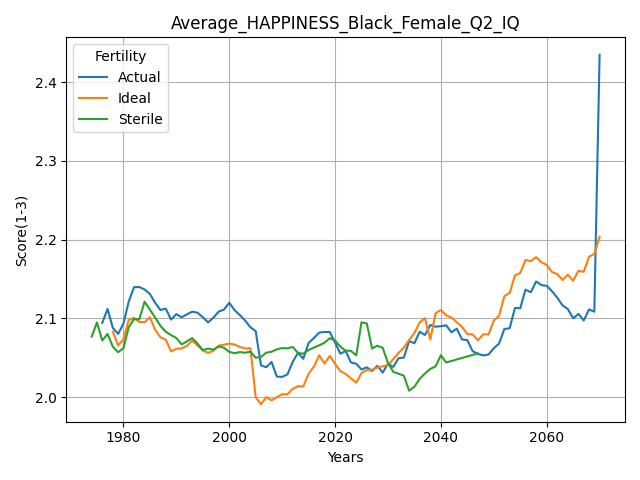 Average_HAPPINESS_Black_Female_Q2_IQ
Fertility
Actual
Ideal
Sterile
Score(1-3)
2.4
2.3
2.2
2.1
2.0
1980 2000 2020 2040 2060
Years